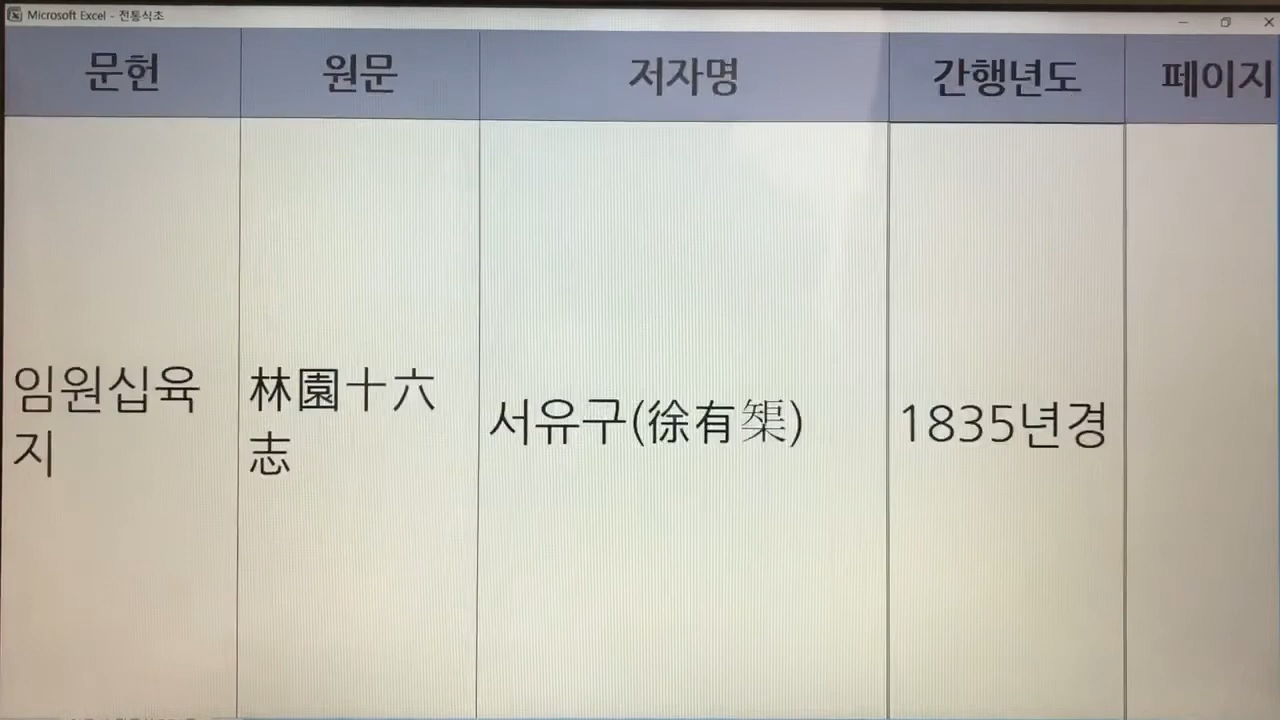 Microsoft Excel - 전통식초
문헌 원문 저자명 간행년도 페이지
임원십육지
林園十六志
서유구(徐有榘)
1835년경